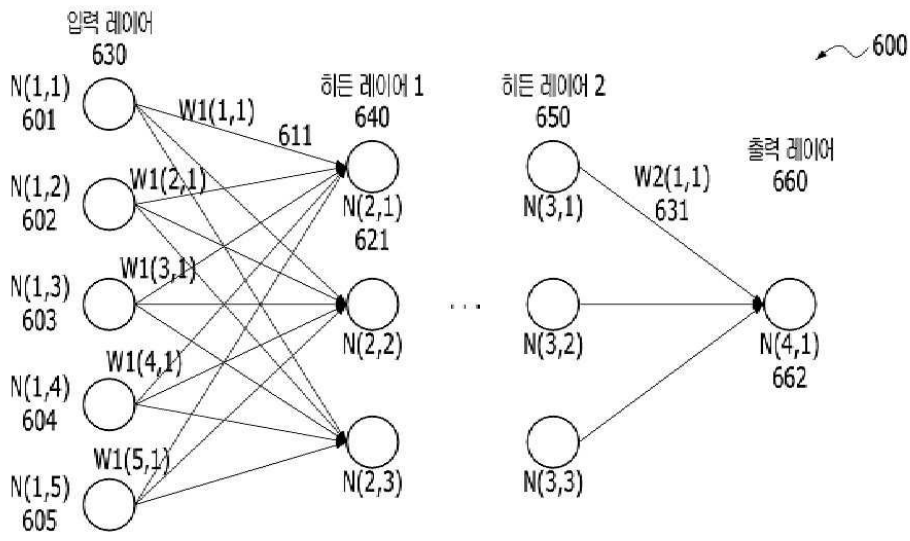 입력 레이어
630
600
N(1,1)
601
W1(1,1)
611
히든 레이어 1
640
히든 레이어 2
650
출력 레이어
660
N(1,2)
602
W1(2,1)
N(2,1)
621
N(3,1)
W2(1,1)
631
N(1,3)
603
W1(3,1)
N(2,2)
...
N(3,2)
N(4,1)
662
N(1,4)
604
W1(4,1)
N(1,5)
605
W1(5,1)
N(2,3)
N(3,3)